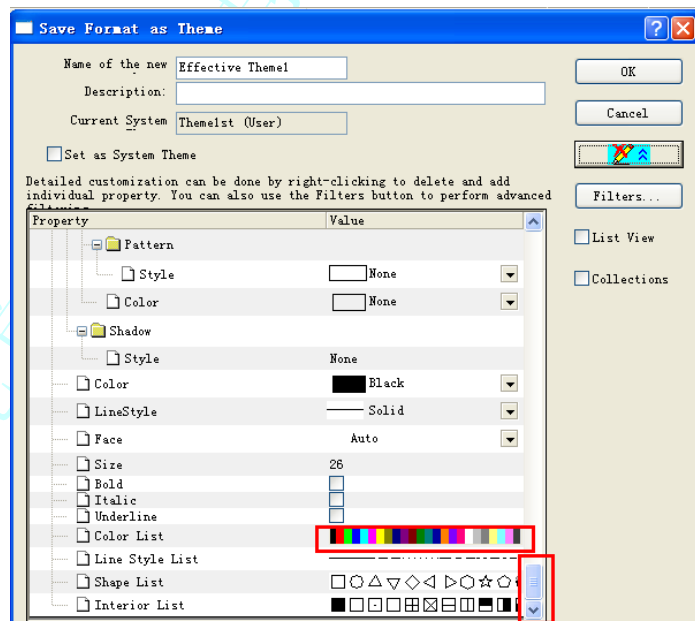 Save Format as Theme
Name of the new Effective Theme1
OK
Description:
Current System Theme1st (User)
Cancel
Set as System Theme
Detailed customization can be done by right-clicking to delete and add
individual property. You can also use the Filters button to perform advanced
filtering.
Filters...
Property Value
List View
Pattern
Style None
Collections
Color None
Shadow
Style None
Color Black
LineStyle Solid
Face Auto
Size 26
Bold
Italic
Underline
Color List
Line Style List
Shape List
Interior List